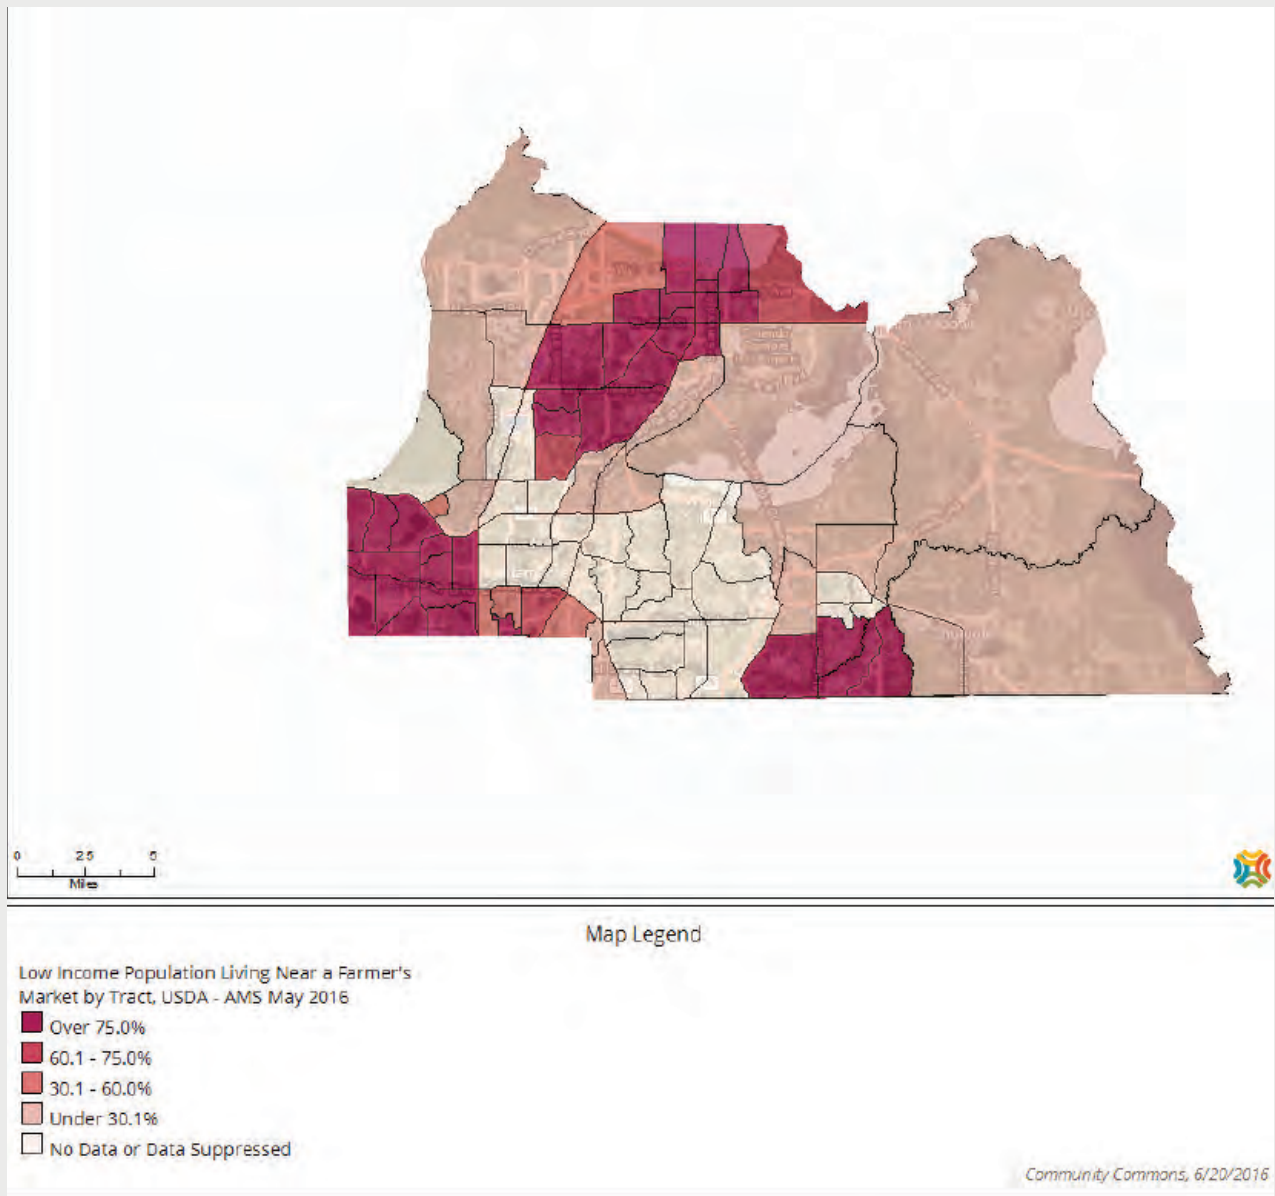 0 2.5 5
Miles
Map Legend
Low Income Population Living Near a Farmer's
Market by Tract, USDA - AMS May 2016
Over 75.0%
60.1 - 75.0%
30.1 - 60.0%
Under 30.1%
No Data or Data Suppressed
Community Commons, 6/20/2016